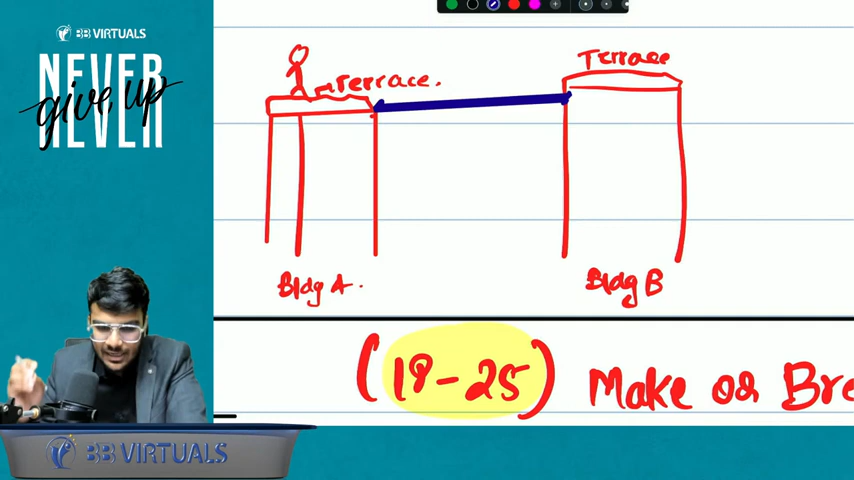 BB VIRTUALS
NEVER
give up
NEVER
Terrace.
Terrace
Bldg A.
Bldg B
(18-25) Make or Bre
BB VIRTUALS